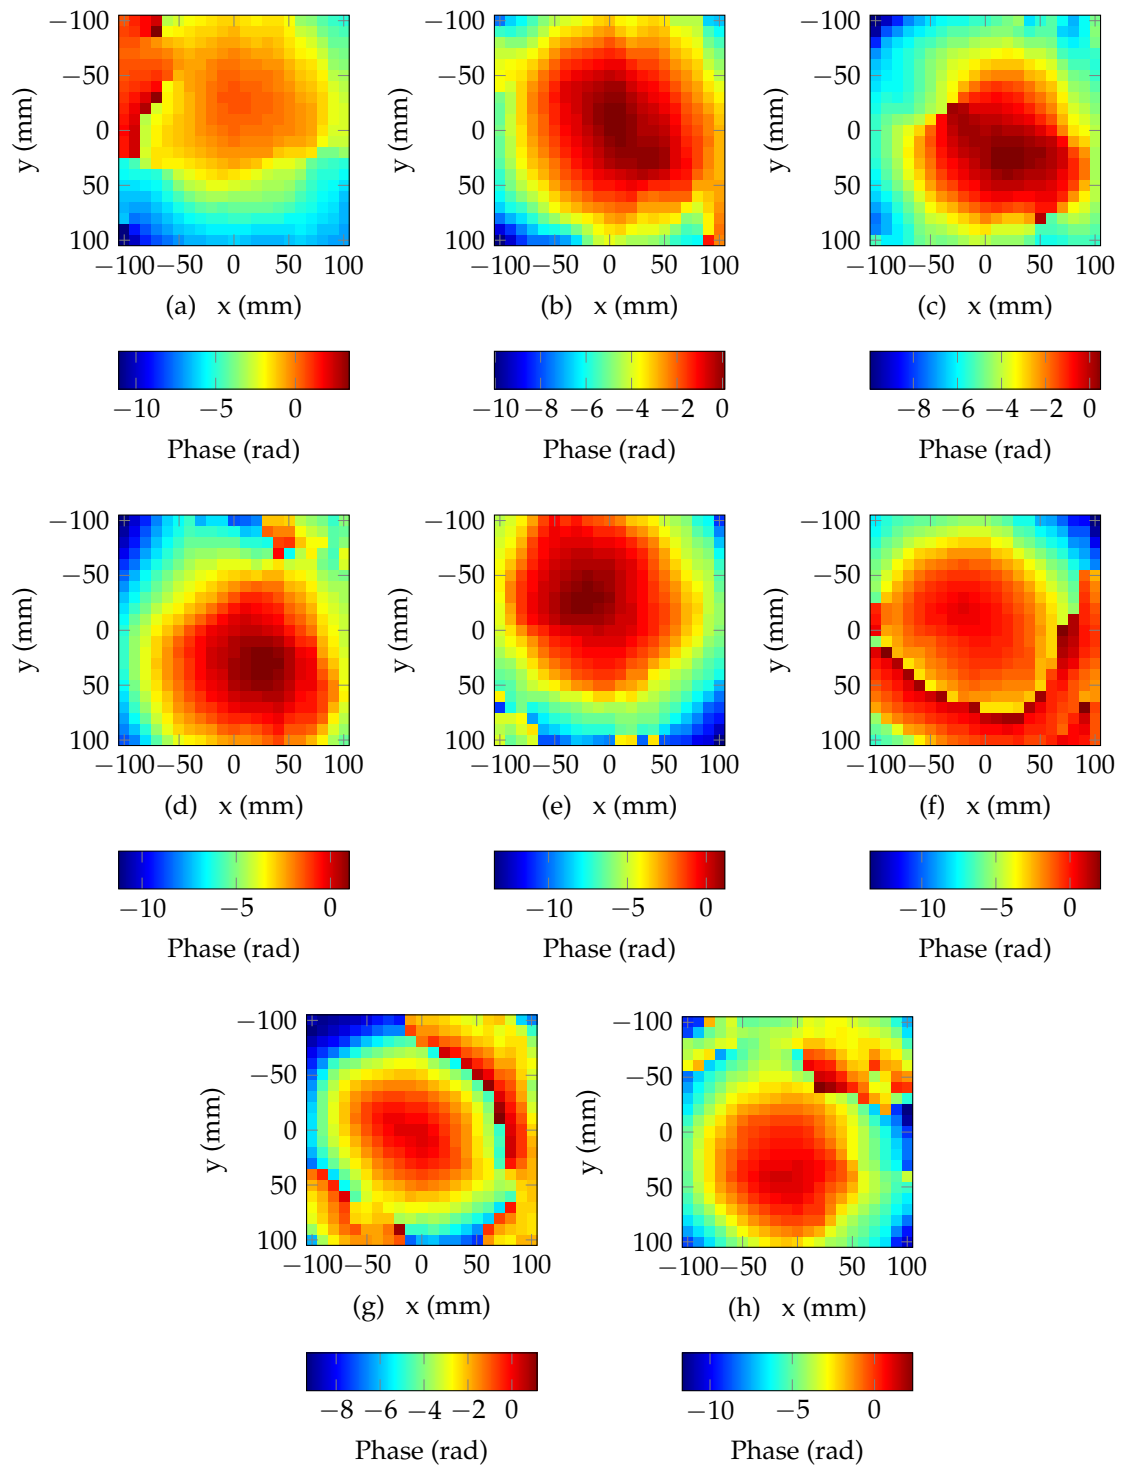 −100
−50
0
50
100
y (mm)
−100 −50 0 50 100
(a) x (mm)
−10 −5 0
Phase (rad)
−100
−50
0
50
100
y (mm)
−100 −50 0 50 100
(b) x (mm)
−10 −8 −6 −4 −2 0
Phase (rad)
−100
−50
0
50
100
y (mm)
−100 −50 0 50 100
(c) x (mm)
−8 −6 −4 −2 0
Phase (rad)
−100
−50
0
50
100
y (mm)
−100 −50 0 50 100
(d) x (mm)
−10 −5 0
Phase (rad)
−100
−50
0
50
100
y (mm)
−100 −50 0 50 100
(e) x (mm)
−10 −5 0
Phase (rad)
−100
−50
0
50
100
y (mm)
−100 −50 0 50 100
(f) x (mm)
−10 −5 0
Phase (rad)
−100
−50
0
50
100
y (mm)
−100 −50 0 50 100
(g) x (mm)
−8 −6 −4 −2 0
Phase (rad)
−100
−50
0
50
100
y (mm)
−100 −50 0 50 100
(h) x (mm)
−10 −5 0
Phase (rad)